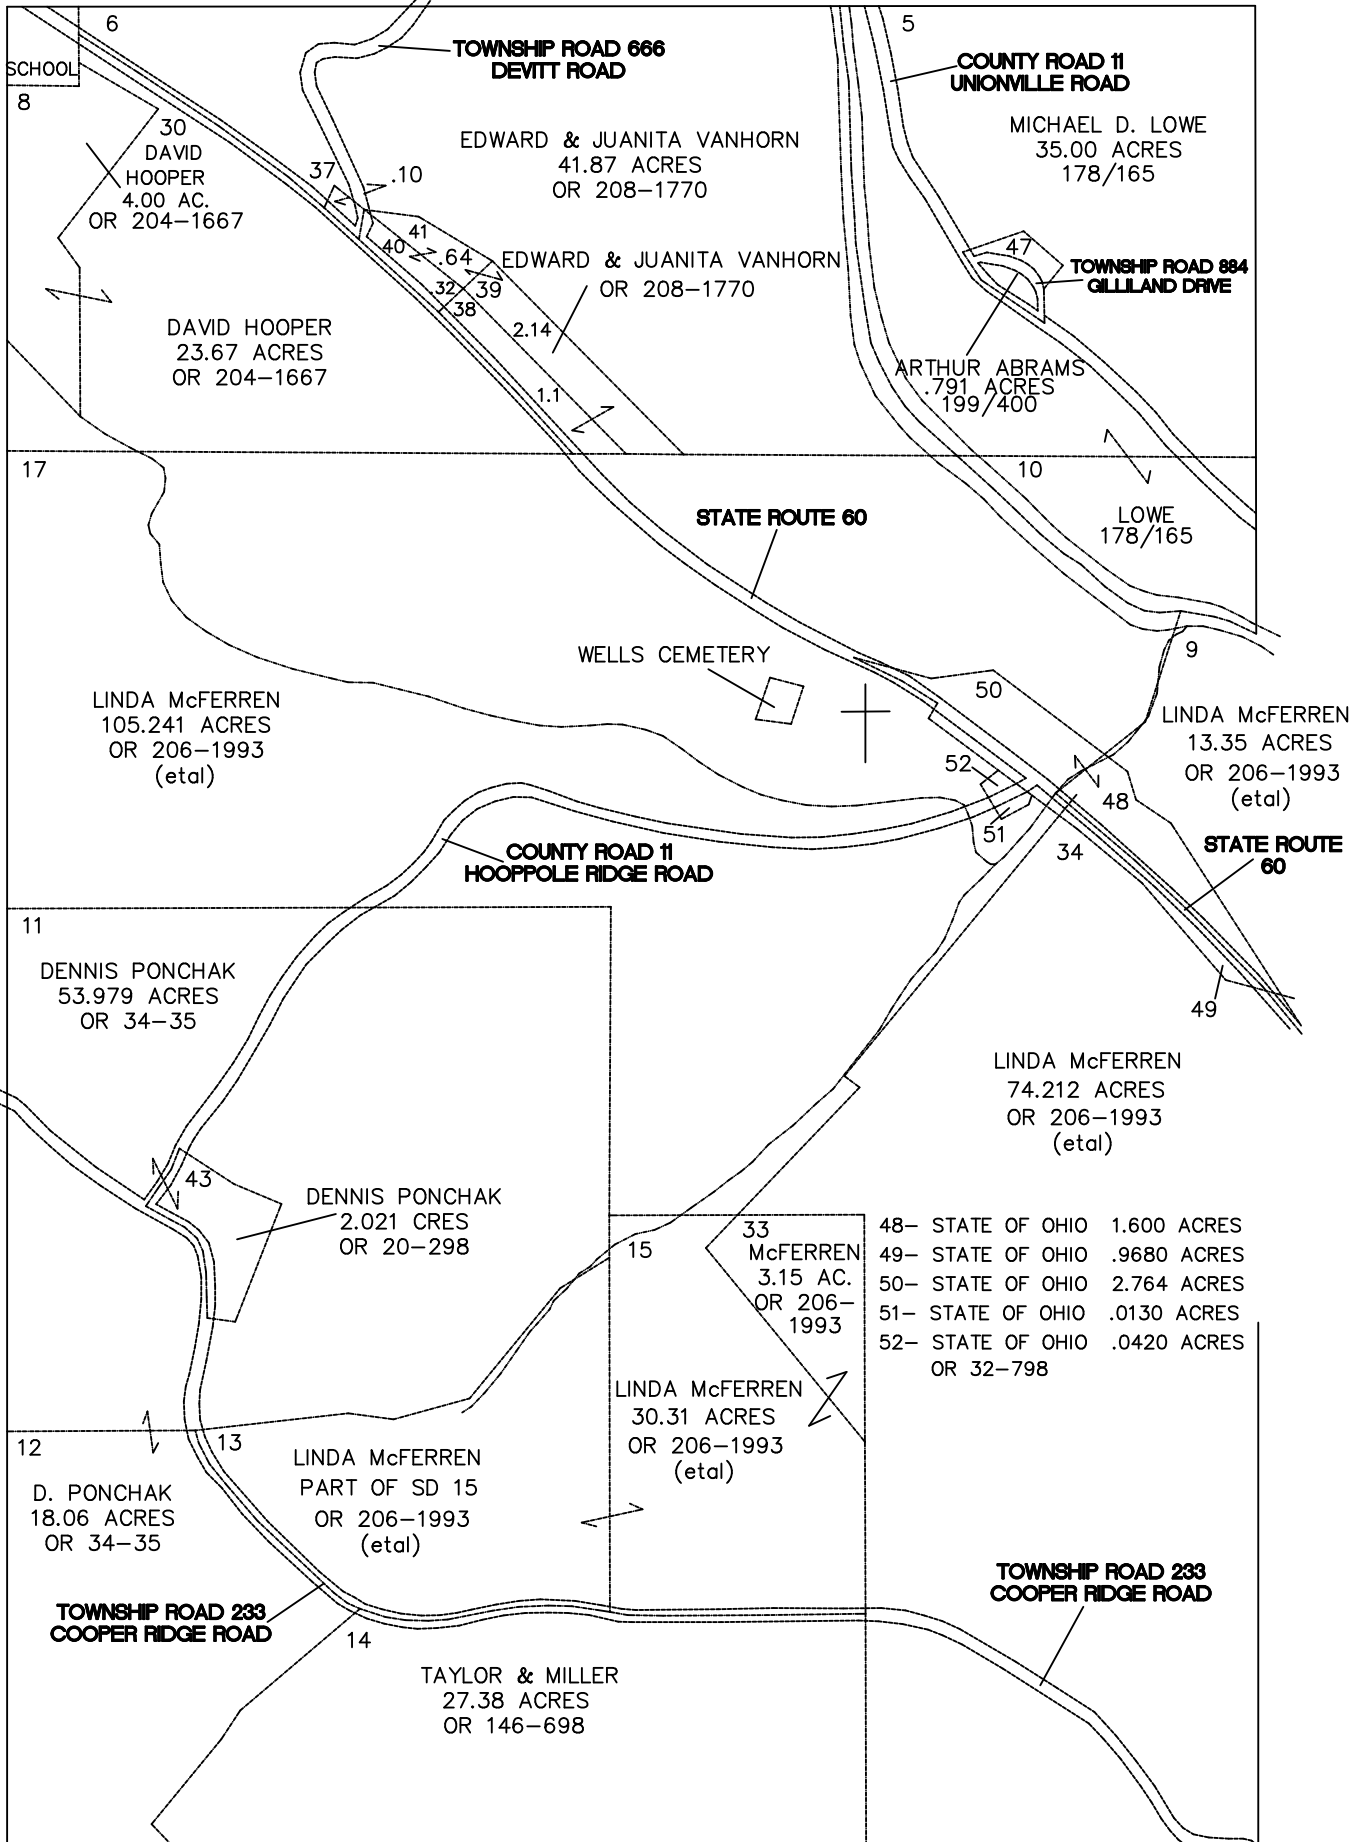 6
5
SCHOOL
8
TOWNSHIP ROAD 666
DEVITT ROAD
COUNTY ROAD 11
UNIONVILLE ROAD
MICHAEL D. LOWE
35.00 ACRES
178/165
30
DAVID
HOOPER
4.00 AC.
OR 204-1667
37
.10
EDWARD & JUANITA VANHORN
41.87 ACRES
OR 208-1770
41
40
.64
.32
39
38
EDWARD & JUANITA VANHORN
OR 208-1770
2.14
1.1
47
TOWNSHIP ROAD 884
GILLILAND DRIVE
DAVID HOOPER
23.67 ACRES
OR 204-1667
ARTHUR ABRAMS
.791 ACRES
199/400
17
10
STATE ROUTE 60
LOWE
178/165
WELLS CEMETERY
9
50
LINDA McFERREN
105.241 ACRES
OR 206-1993
(etal)
LINDA McFERREN
13.35 ACRES
OR 206-1993
(etal)
52
48
51
34
STATE ROUTE
60
COUNTY ROAD 11
HOOPPOLE RIDGE ROAD
11
DENNIS PONCHAK
53.979 ACRES
OR 34-35
49
LINDA McFERREN
74.212 ACRES
OR 206-1993
(etal)
43
DENNIS PONCHAK
2.021 CRES
OR 20-298
15
33
McFERREN
3.15 AC.
OR 206-
1993
48- STATE OF OHIO 1.600 ACRES
49- STATE OF OHIO .9680 ACRES
50- STATE OF OHIO 2.764 ACRES
51- STATE OF OHIO .0130 ACRES
52- STATE OF OHIO .0420 ACRES
OR 32-798
LINDA McFERREN
30.31 ACRES
OR 206-1993
(etal)
12
13
LINDA McFERREN
PART OF SD 15
OR 206-1993
(etal)
D. PONCHAK
18.06 ACRES
OR 34-35
TOWNSHIP ROAD 233
COOPER RIDGE ROAD
TOWNSHIP ROAD 233
COOPER RIDGE ROAD
14
TAYLOR & MILLER
27.38 ACRES
OR 146-698